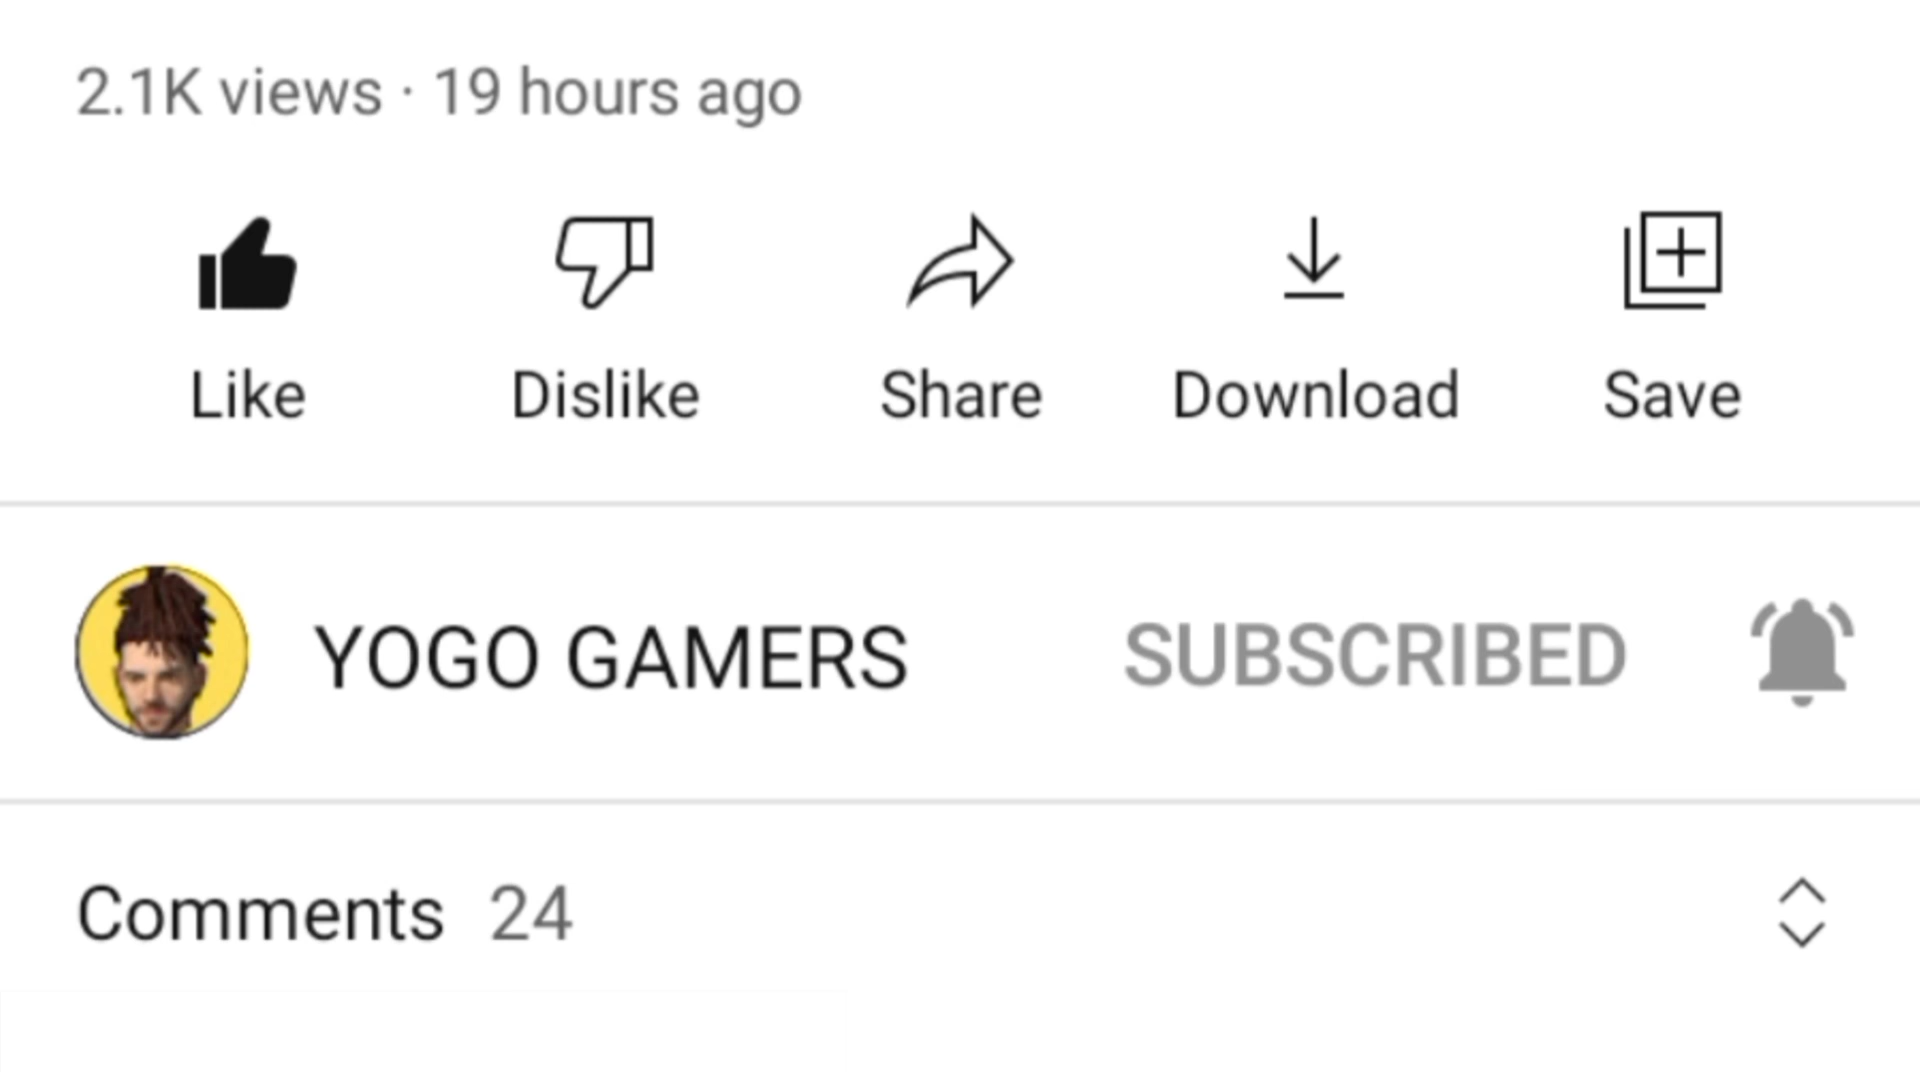 2.1K views · 19 hours ago
Like Dislike Share Download Save
YOGO GAMERS SUBSCRIBED
Comments 24